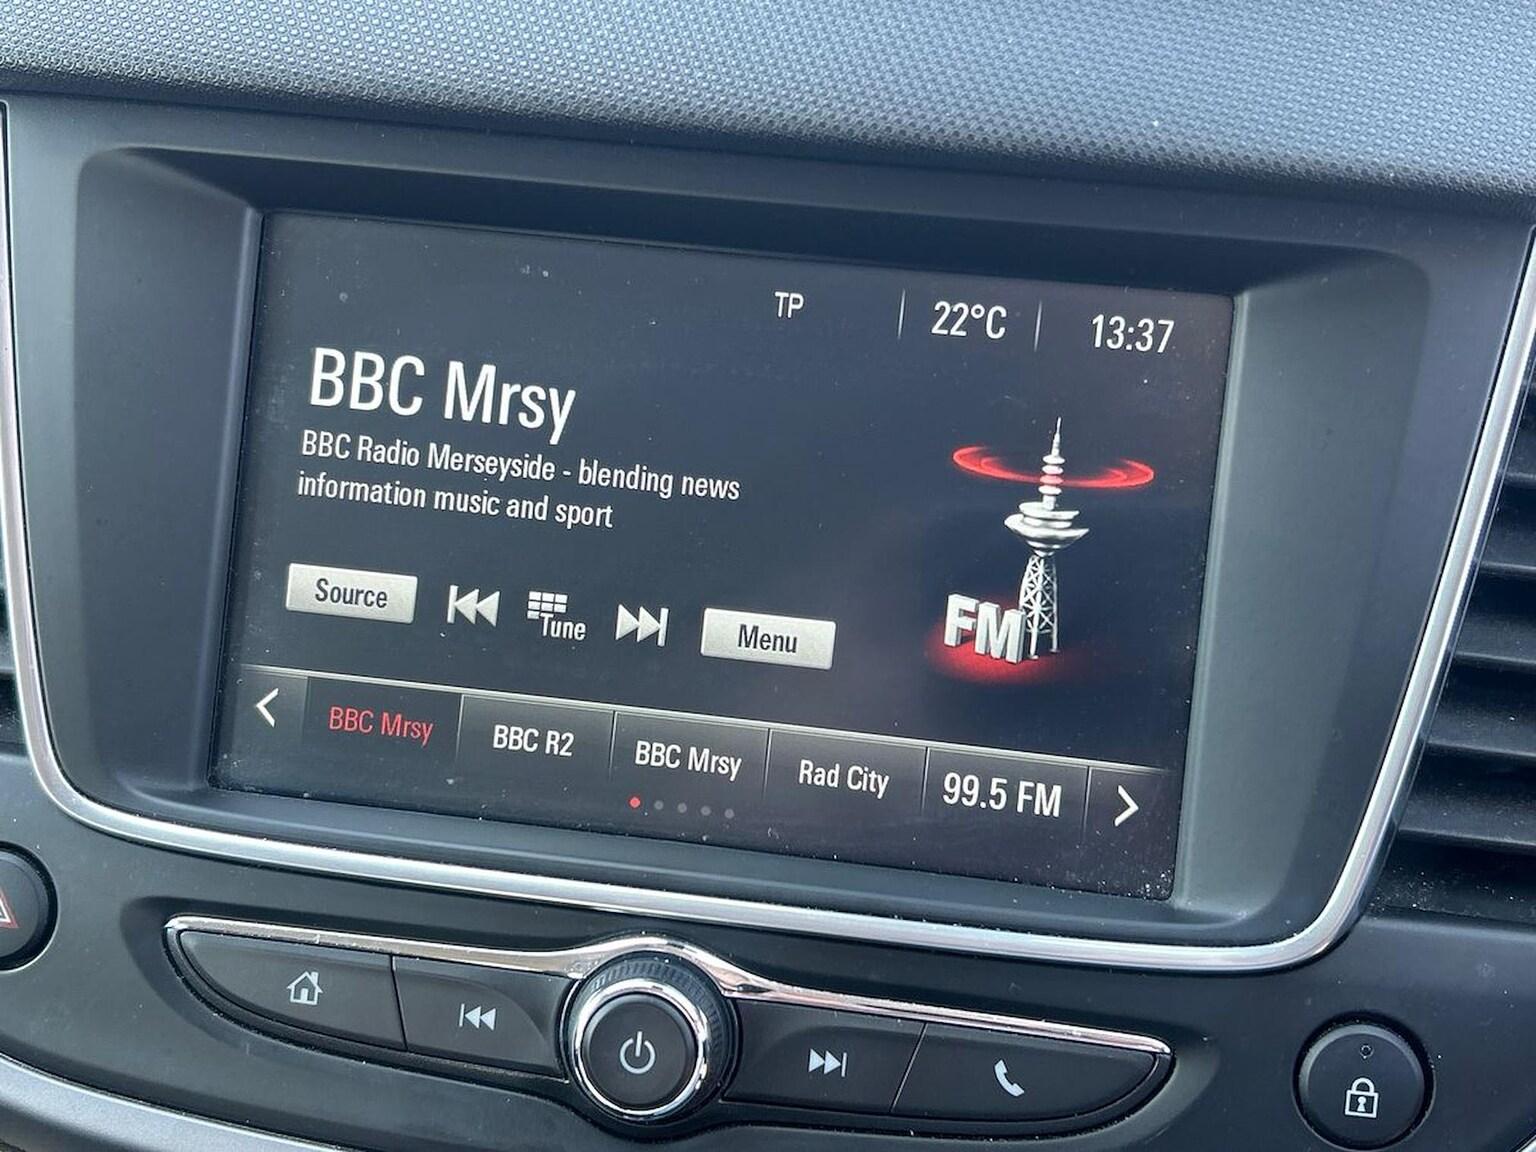 TP
22°C
13:37
BBC Mrsy
BBC Radio Merseyside - blending news
information music and sport
Source
Tune
Menu
FM
BBC Mrsy
BBC R2
BBC Mrsy
Rad City
99.5 FM